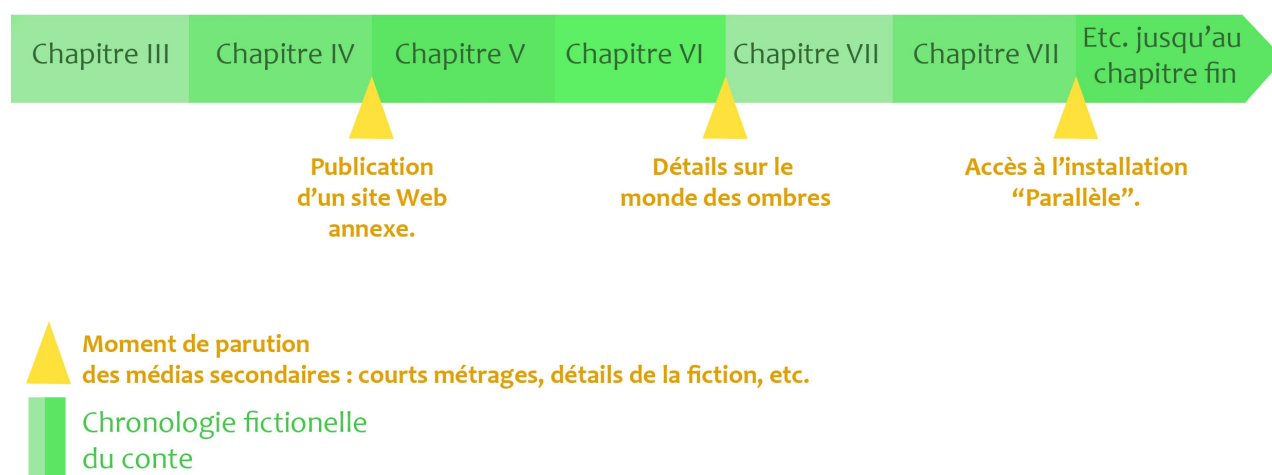 Chapitre III
Chapitre IV
Chapitre V
Chapitre VI
Chapitre VII
Chapitre VII
Etc. jusqu’au
chapitre fin
Publication
d’un site Web
annexe.
Détails sur le
monde des ombres
Accès à l’installation
“Parallèle”.
Moment de parution
des médias secondaires : courts métrages, détails de la fiction, etc.
Chronologie fictionelle
du conte